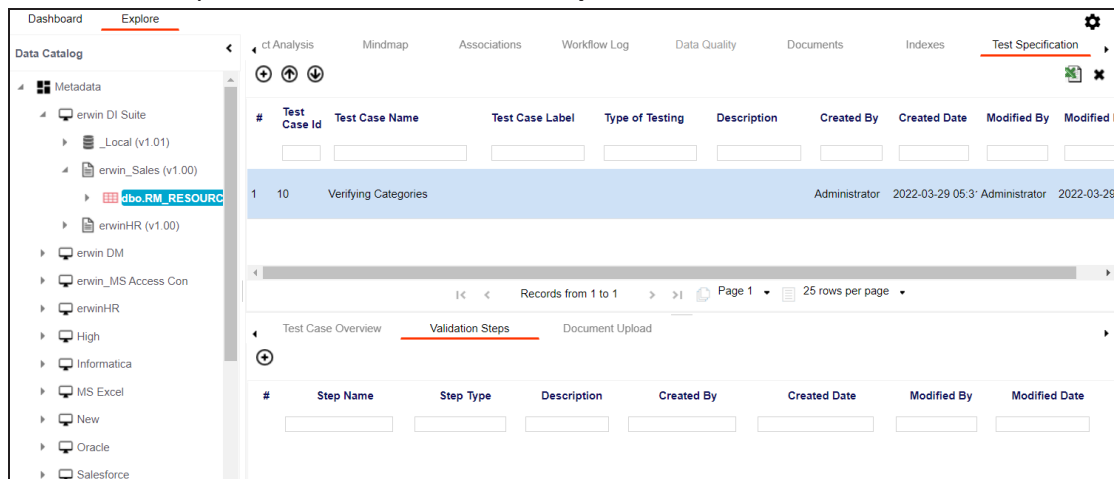 Dashboard Explore
Data Catalog
ct Analysis Mindmap Associations Workflow Log Data Quality Documents Indexes Test Specification
Metadata
erwin DI Suite
_Local (v1.01)
erwin_Sales (v1.00)
dbo.RM_RESOURC
erwinHR (v1.00)
erwin DM
erwin_MS Access Con
erwinHR
High
Informatica
MS Excel
New
Oracle
Salesforce
# Test Case Id Test Case Name Test Case Label Type of Testing Description Created By Created Date Modified By Modified
1 10 Verifying Categories Administrator 2022-03-29 05:3 Administrator 2022-03-29
Records from 1 to 1 Page 1 25 rows per page
Test Case Overview Validation Steps Document Upload
# Step Name Step Type Description Created By Created Date Modified By Modified Date